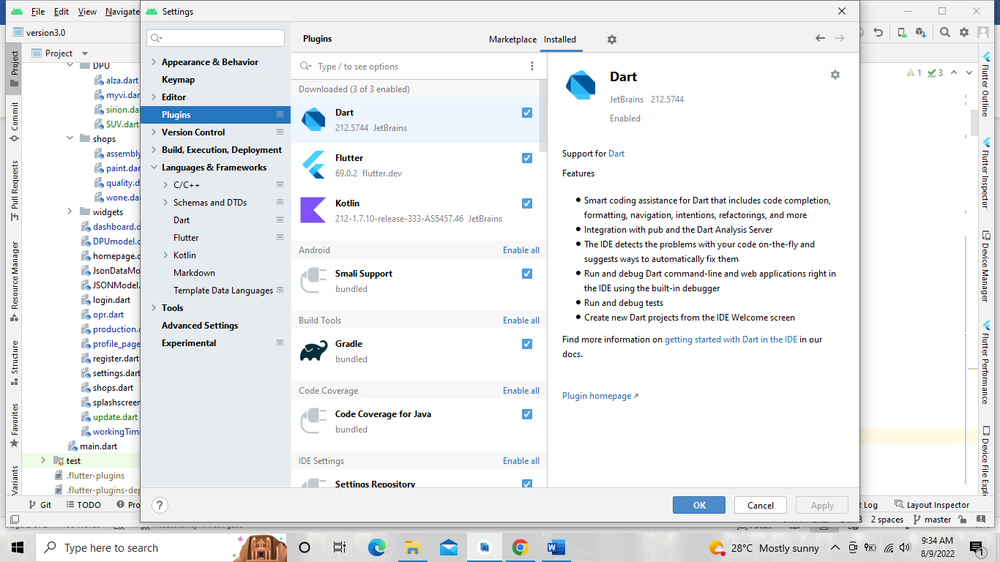 File Edit View Navigate
Settings
version3.0
Project
DPU
alza.dart
sirion.dart
SUV.dart
shops
assembly
quality.d
widgets
dashboard.d
DPUmodel.d
homepage.d
JsonDataMo
JSONModel.
login.dart
opr.dart
production.d
profile_page
register.dart
settings.dart
shops.dart
splashscreen
update.dart
workingTime
main.dart
test
.flutter-plugins
.flutter-plugins-dep
Project
Commit
Pull Requests
Resource Manager
Structure
Favorites
Variants
Appearance & Behavior
Keymap
Editor
Plugins
Version Control
Build, Execution, Deployment
Languages & Frameworks
C/C++
Schemas and DTDs
Dart
Flutter
Kotlin
Markdown
Template Data Languages
Tools
Advanced Settings
Experimental
Plugins
Marketplace Installed
Type / to see options
Downloaded (3 of 3 enabled)
Dart
212.5744 JetBrains
Flutter
69.0.2 flutter.dev
Kotlin
212-1.7.10-release-333-AS5457.46 JetBrains
Android Enable all
Smali Support
bundled
Build Tools Enable all
Gradle
bundled
Code Coverage Enable all
Code Coverage for Java
bundled
IDE Settings Enable all
Settings Repository
Dart
JetBrains 212.5744
Enabled
Support for Dart
Features
Smart coding assistance for Dart that includes code completion,
formatting, navigation, intentions, refactorings, and more
Integration with pub and the Dart Analysis Server
The IDE detects the problems with your code on-the-fly and
suggests ways to automatically fix them
Run and debug Dart command-line and web applications right in
the IDE using the built-in debugger
Run and debug tests
Create new Dart projects from the IDE Welcome screen
Find more information on getting started with Dart in the IDE in our
docs.
Plugin homepage
? OK Cancel Apply
1 3
Flutter Outline
Flutter Inspector
Device Manager
Flutter Performance
Device File Expl
Git TODO Pro
t Log Layout Inspector
2 spaces master
Type here to search
28°C Mostly sunny
9:34 AM
8/9/2022
1